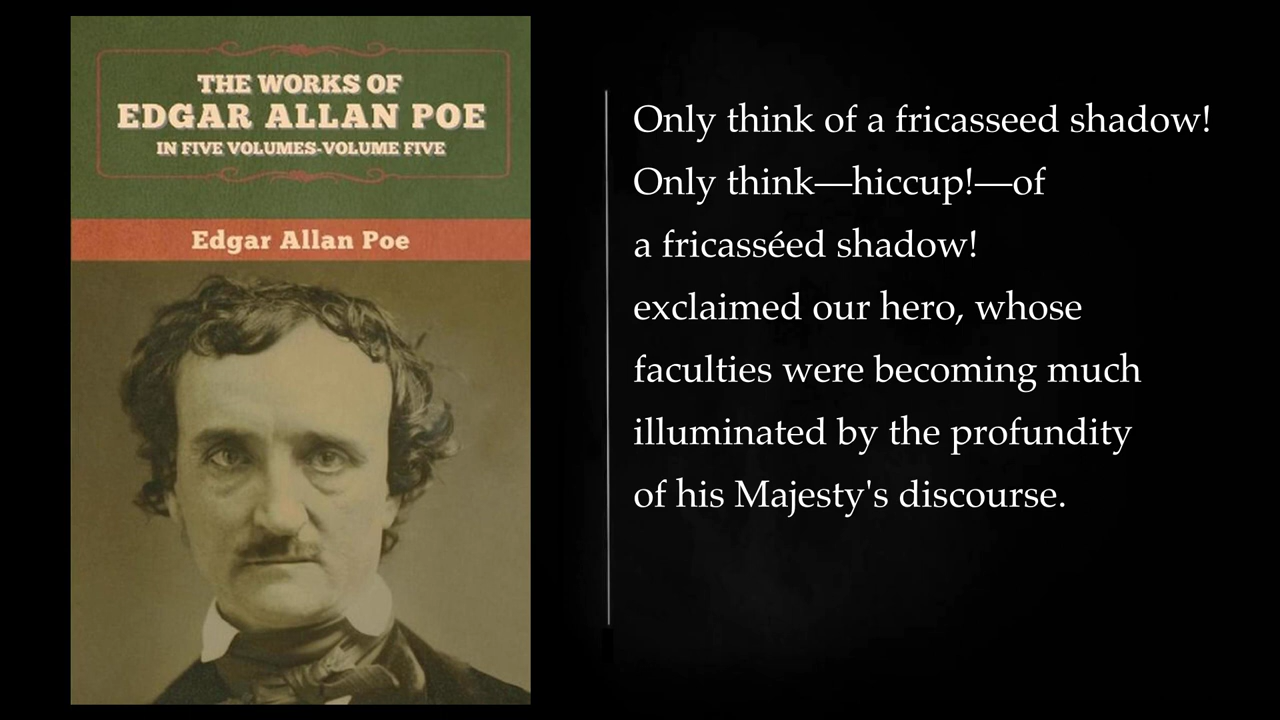 THE WORKS OF
EDGAR ALLAN POE
IN FIVE VOLUMES-VOLUME FIVE
Edgar Allan Poe
Only think of a fricasseed shadow!
Only think—hiccup!—of
a fricasséed shadow!
exclaimed our hero, whose
faculties were becoming much
illuminated by the profundity
of his Majesty's discourse.